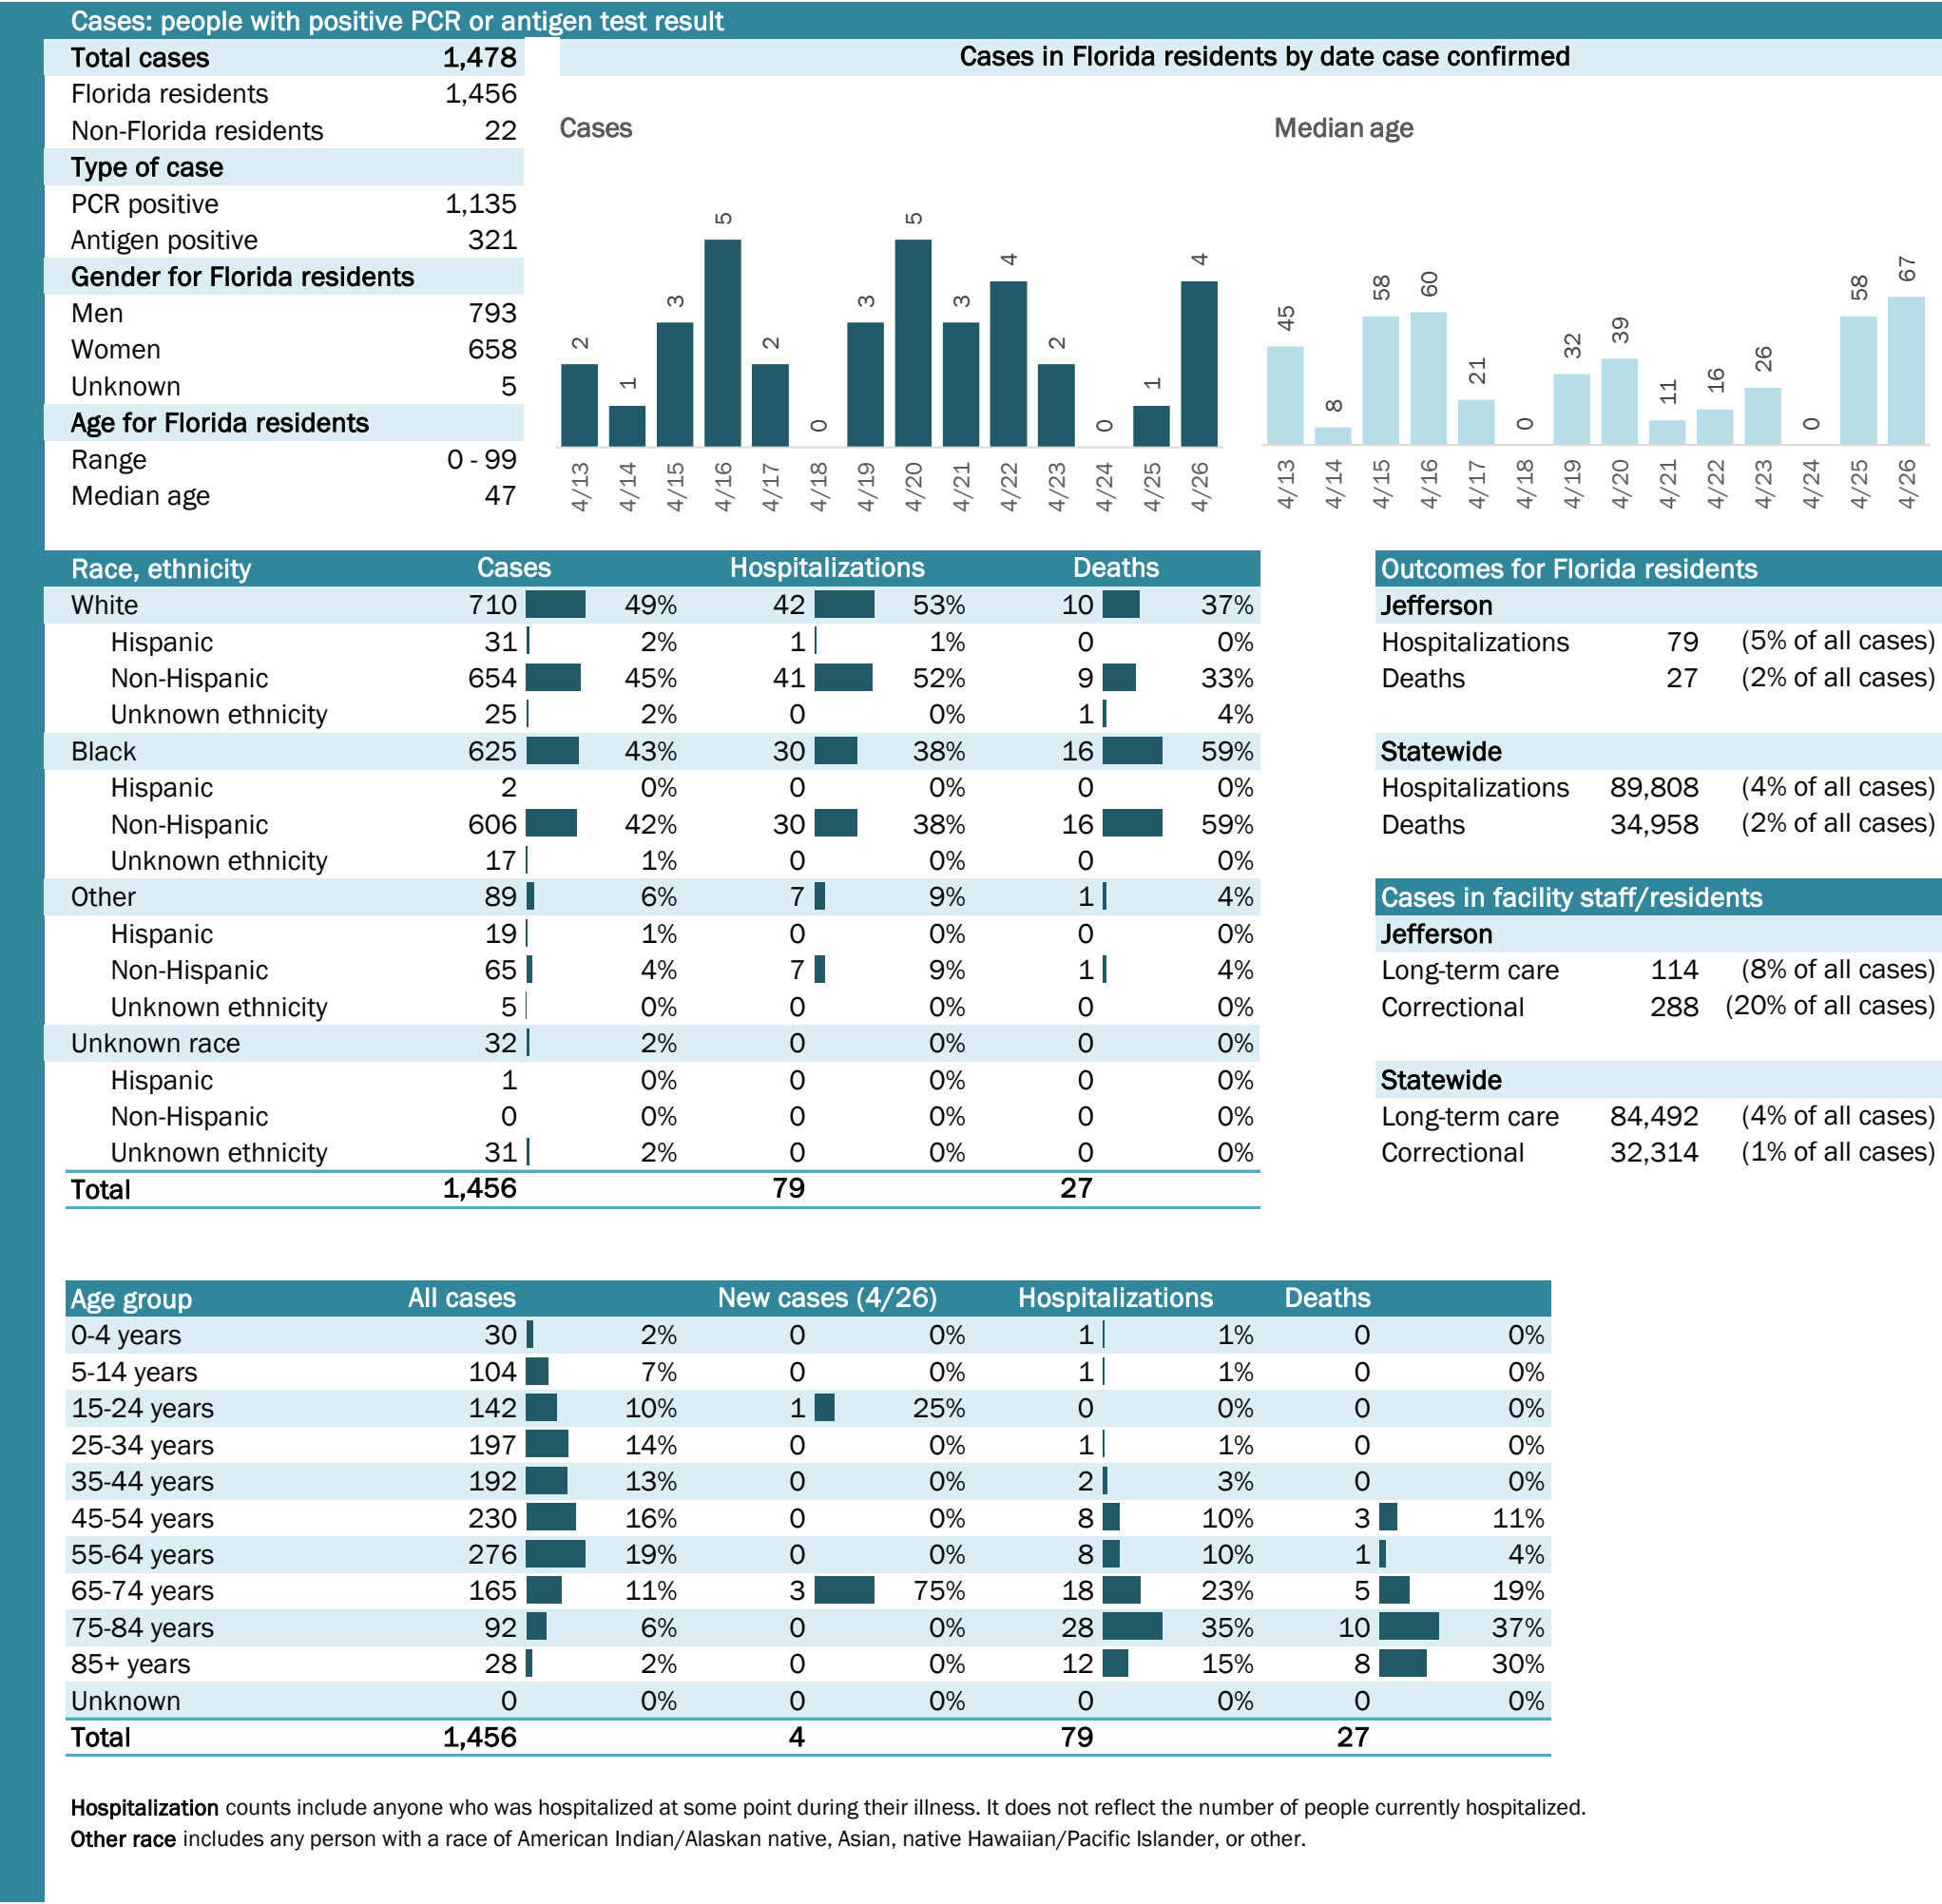 Cases: people with positive PCR or antigen test result
Total cases 1,478
Florida residents 1,456
Non-Florida residents 22
Type of case
PCR positive 1,135
Antigen positive 321
Gender for Florida residents
Men 793
Women 658
Unknown 5
Age for Florida residents
Range 0 - 99
Median age 47
Cases in Florida residents by date case confirmed
Cases
2 1 3 5 2 0 3 5 3 4 2 0 1 4
4/13 4/14 4/15 4/16 4/17 4/18 4/19 4/20 4/21 4/22 4/23 4/24 4/25 4/26
Median age
45 8 58 60 21 0 32 39 11 16 26 0 58 67
4/13 4/14 4/15 4/16 4/17 4/18 4/19 4/20 4/21 4/22 4/23 4/24 4/25 4/26
Race, ethnicity Cases Hospitalizations Deaths
White 710 49% 42 53% 10 37%
Hispanic 31 2% 1 1% 0 0%
Non-Hispanic 654 45% 41 52% 9 33%
Unknown ethnicity 25 2% 0 0% 1 4%
Black 625 43% 30 38% 16 59%
Hispanic 2 0% 0 0% 0 0%
Non-Hispanic 606 42% 30 38% 16 59%
Unknown ethnicity 17 1% 0 0% 0 0%
Other 89 6% 7 9% 1 4%
Hispanic 19 1% 0 0% 0 0%
Non-Hispanic 65 4% 7 9% 1 4%
Unknown ethnicity 5 0% 0 0% 0 0%
Unknown race 32 2% 0 0% 0 0%
Hispanic 1 0% 0 0% 0 0%
Non-Hispanic 0 0% 0 0% 0 0%
Unknown ethnicity 31 2% 0 0% 0 0%
Total 1,456 79 27
Outcomes for Florida residents
Jefferson
Hospitalizations 79 (5% of all cases)
Deaths 27 (2% of all cases)
Statewide
Hospitalizations 89,808 (4% of all cases)
Deaths 34,958 (2% of all cases)
Cases in facility staff/residents
Jefferson
Long-term care 114 (8% of all cases)
Correctional 288 (20% of all cases)
Statewide
Long-term care 84,492 (4% of all cases)
Correctional 32,314 (1% of all cases)
Age group All cases New cases (4/26) Hospitalizations Deaths
0-4 years 30 2% 0 0% 1 1% 0 0%
5-14 years 104 7% 0 0% 1 1% 0 0%
15-24 years 142 10% 1 25% 0 0% 0 0%
25-34 years 197 14% 0 0% 1 1% 0 0%
35-44 years 192 13% 0 0% 2 3% 0 0%
45-54 years 230 16% 0 0% 8 10% 3 11%
55-64 years 276 19% 0 0% 8 10% 1 4%
65-74 years 165 11% 3 75% 18 23% 5 19%
75-84 years 92 6% 0 0% 28 35% 10 37%
85+ years 28 2% 0 0% 12 15% 8 30%
Unknown 0 0% 0 0% 0 0% 0 0%
Total 1,456 4 79 27
Hospitalization counts include anyone who was hospitalized at some point during their illness. It does not reflect the number of people currently hospitalized.
Other race includes any person with a race of American Indian/Alaskan native, Asian, native Hawaiian/Pacific Islander, or other.